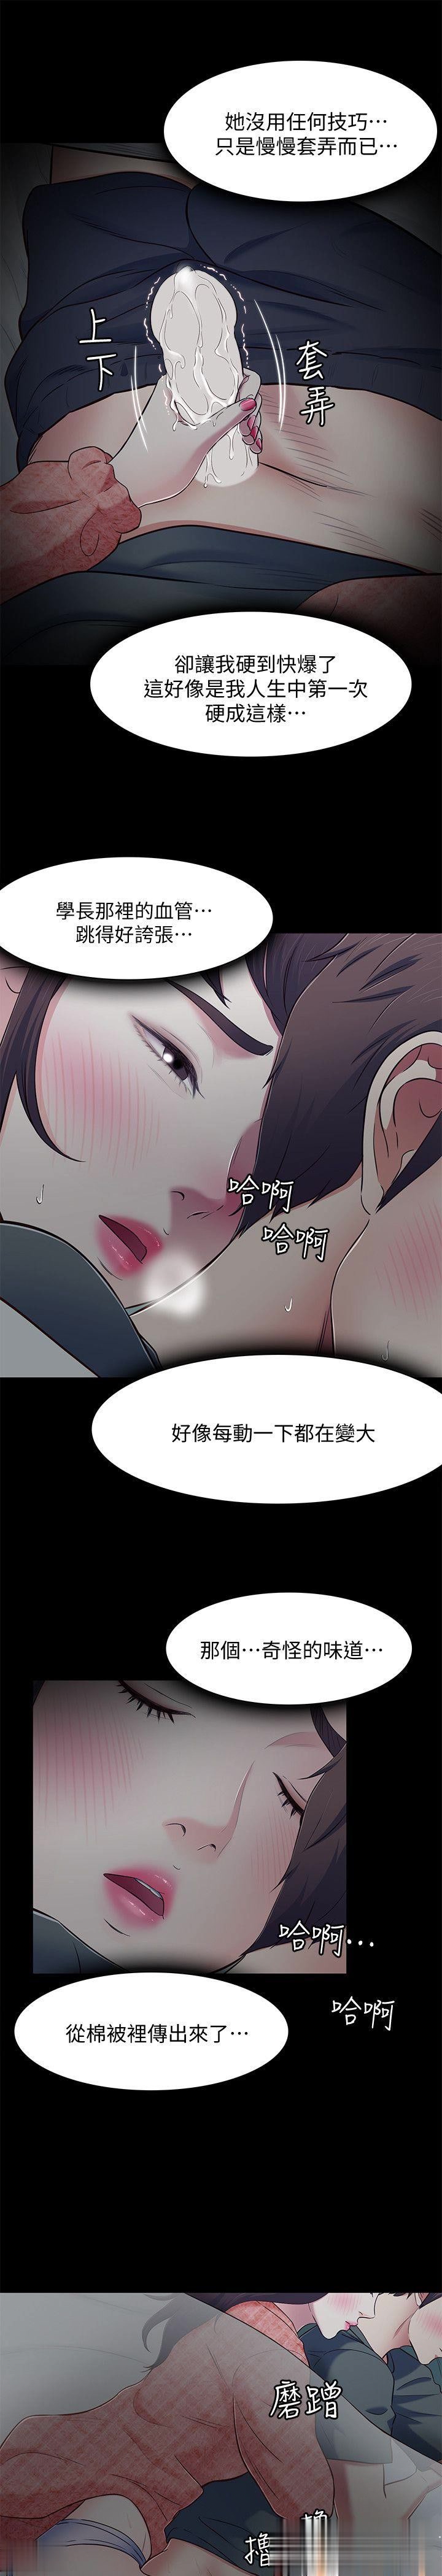 她沒用任何技巧⋯
只是慢慢套弄而已⋯
上
下
套
弄
卻讓我硬到快爆了
這好像是我人生中第一次
硬成這樣⋯
學長那裡的血管⋯
跳得好誇張⋯
哈啊
哈啊
好像每動一下都在變大
那個⋯奇怪的味道⋯
哈啊⋯
哈啊
從棉被裡傳出來了⋯
磨蹭
擼